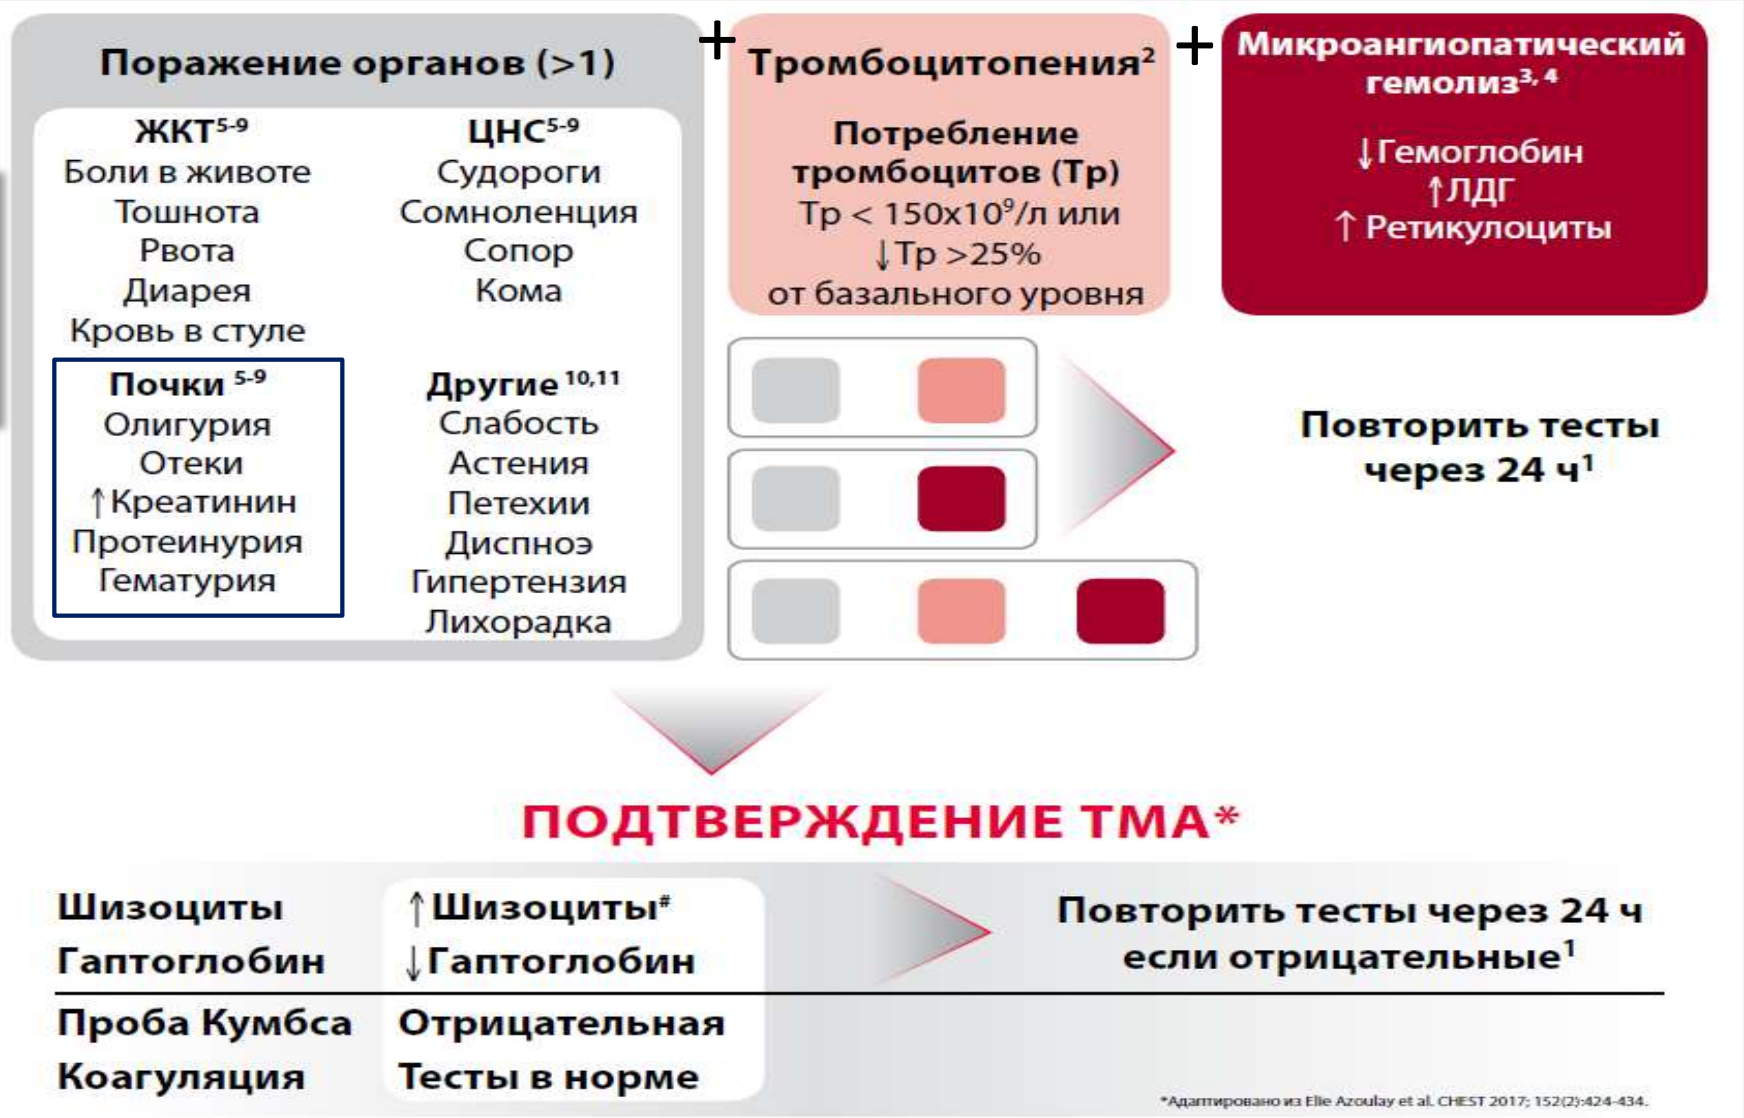 Поражение органов (>1)
ЖКТ⁵⁻⁹
Боли в животе
Тошнота
Рвота
Диарея
Кровь в стуле
ЦНС⁵⁻⁹
Судороги
Сомноленция
Сопор
Кома
Почки ⁵⁻⁹
Олигурия
Отеки
↑Креатинин
Протеинурия
Гематурия
Другие ¹⁰,¹¹
Слабость
Астения
Петехии
Диспноэ
Гипертензия
Лихорадка
+
Тромбоцитопения²
Потребление
тромбоцитов (Тр)
Тр < 150х10⁹/л или
↓Тр >25%
от базального уровня
+
Микроангиопатический
гемолиз³, ⁴
↓Гемоглобин
↑ЛДГ
↑ Ретикулоциты
Повторить тесты
через 24 ч¹
ПОДТВЕРЖДЕНИЕ ТМА*
Шизоциты ↑Шизоциты#
Гаптоглобин ↓Гаптоглобин
Повторить тесты через 24 ч
если отрицательные¹
Проба Кумбса Отрицательная
Коагуляция Тесты в норме
*Адаптировано из Elie Azoulay et al. CHEST 2017; 152(2):424-434.